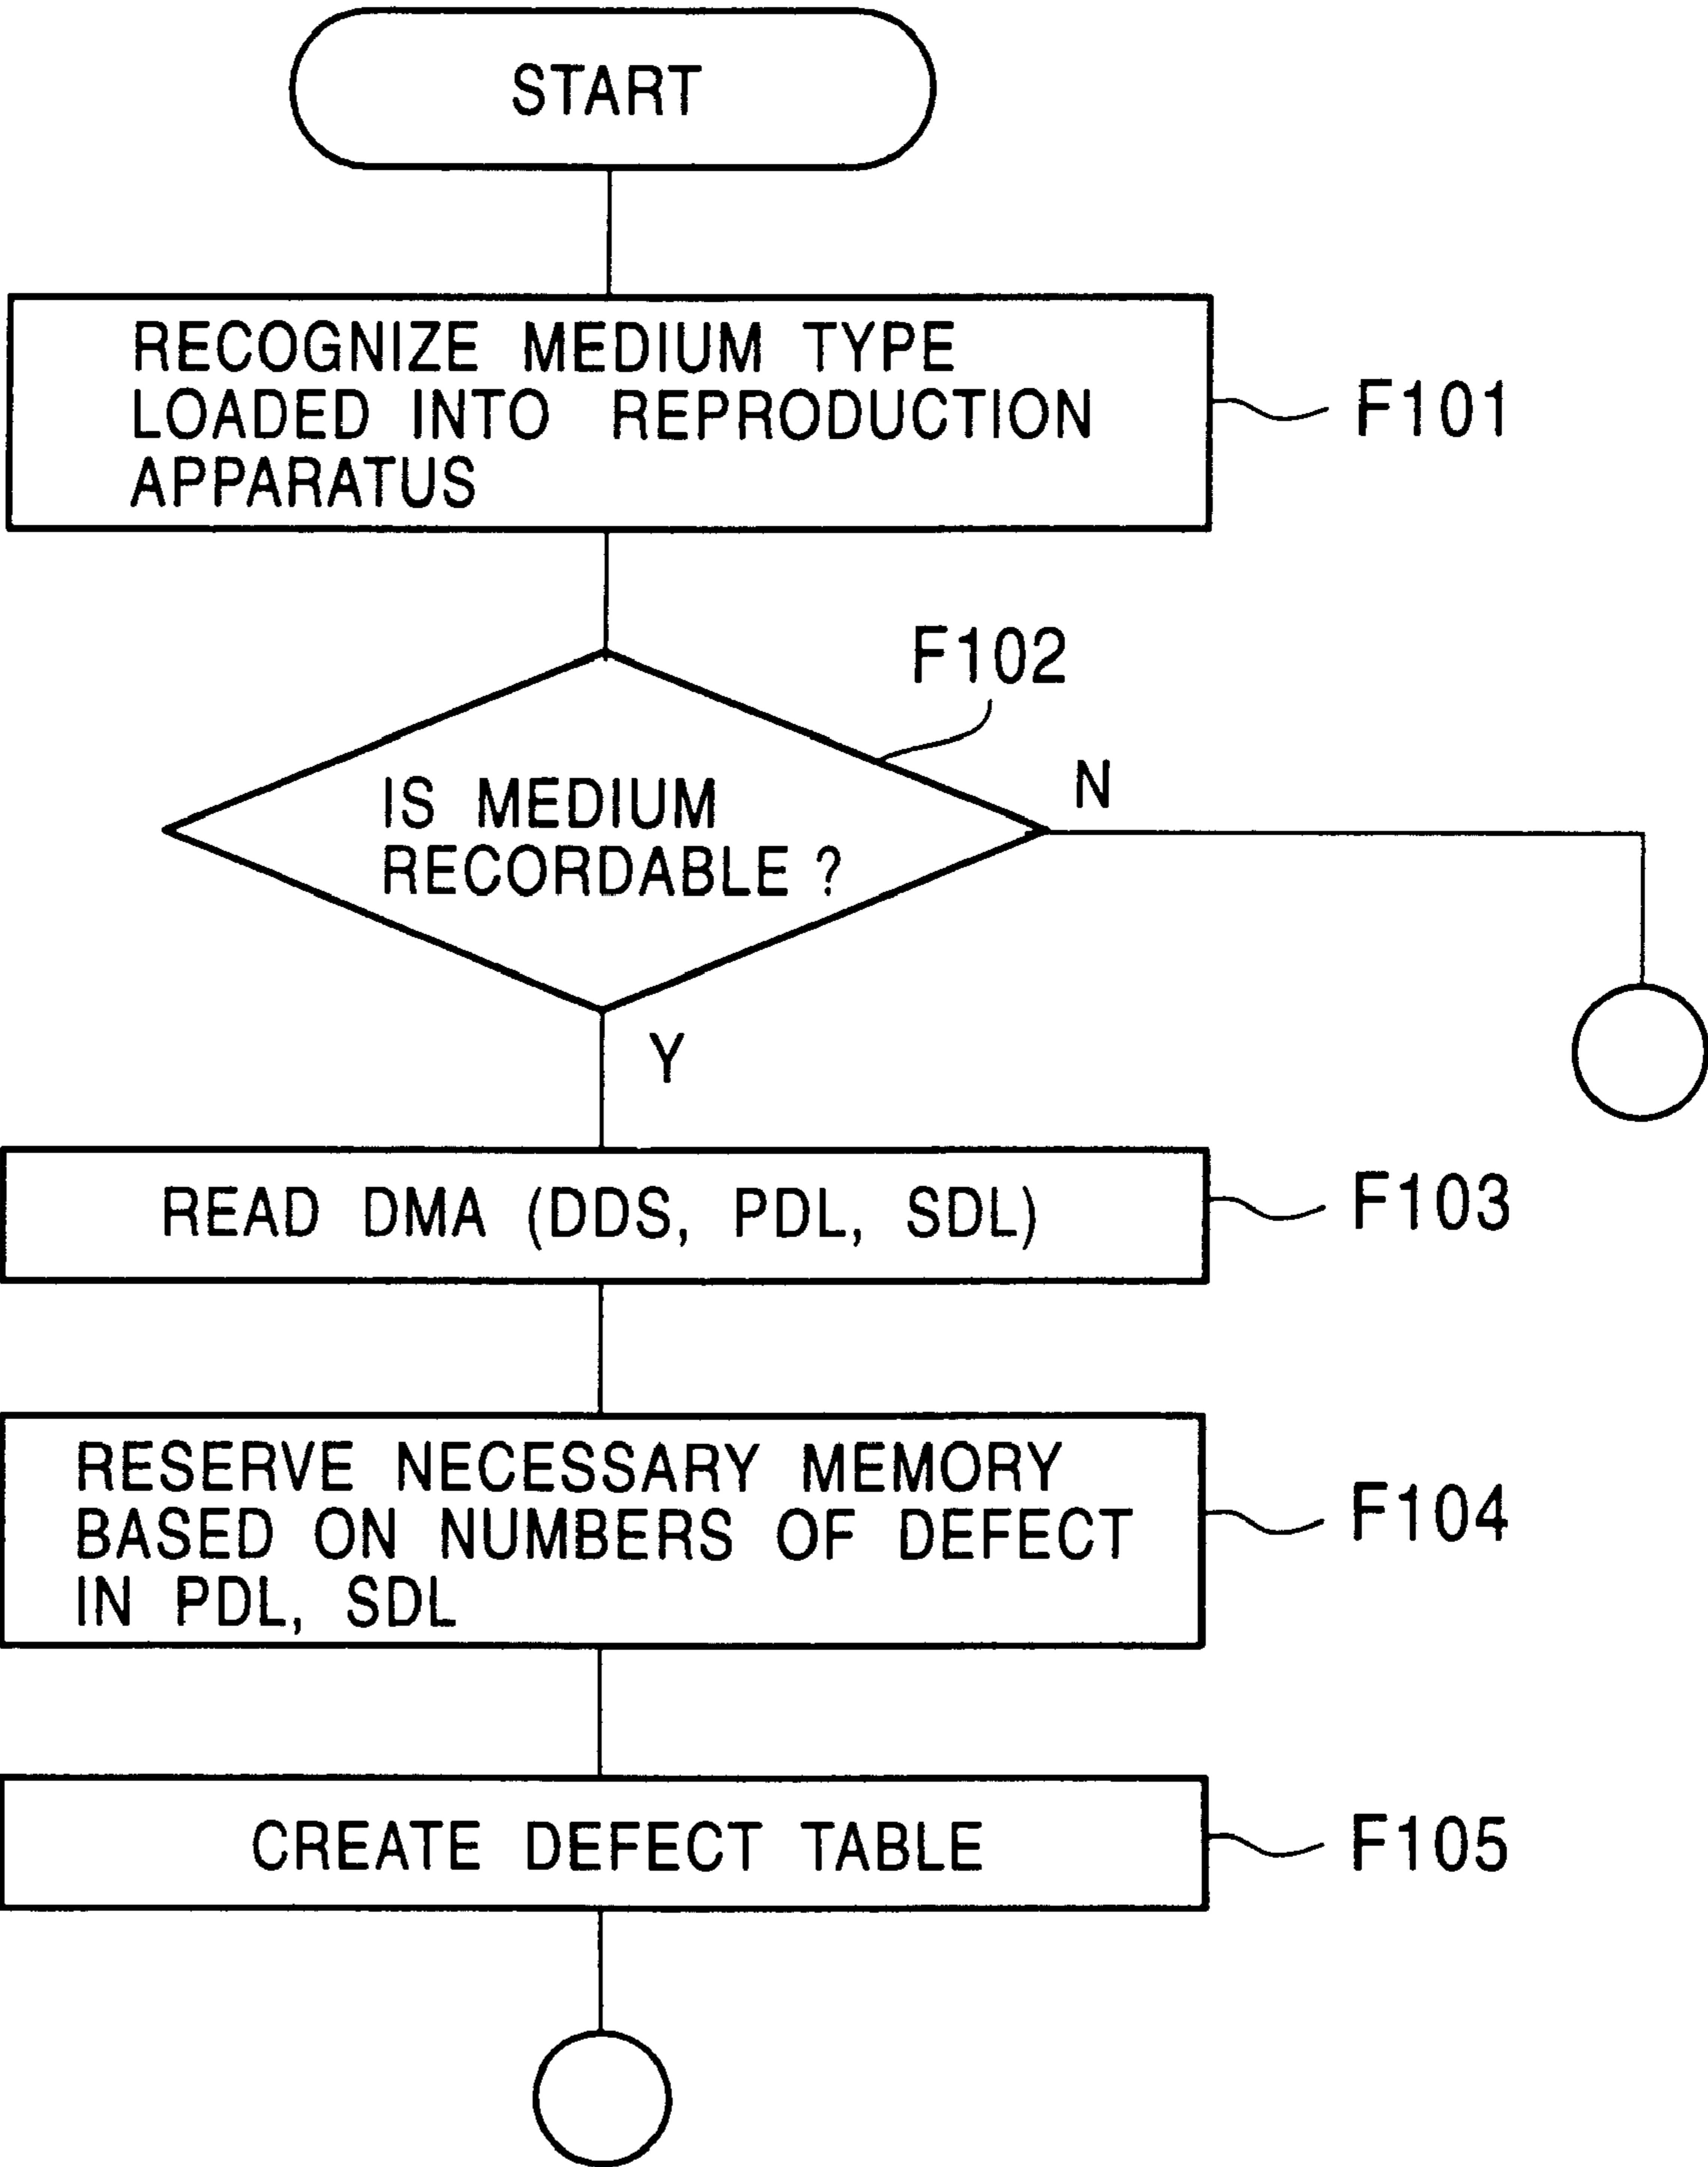 START
RECOGNIZE MEDIUM TYPE
LOADED INTO REPRODUCTION
APPARATUS
F101
F102
IS MEDIUM
RECORDABLE ?
N
Y
READ DMA (DDS, PDL, SDL)
F103
RESERVE NECESSARY MEMORY
BASED ON NUMBERS OF DEFECT
IN PDL, SDL
F104
CREATE DEFECT TABLE
F105